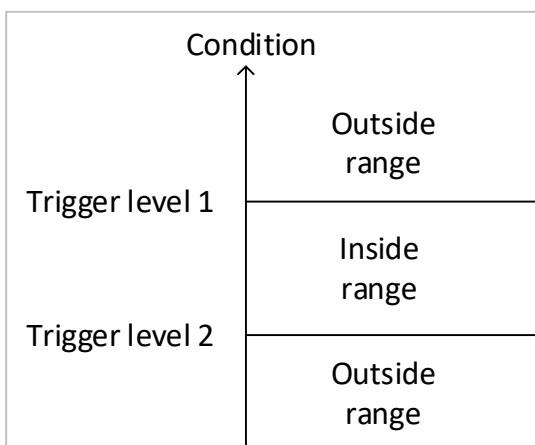 Condition
Outside
range
Trigger level 1
Inside
range
Trigger level 2
Outside
range